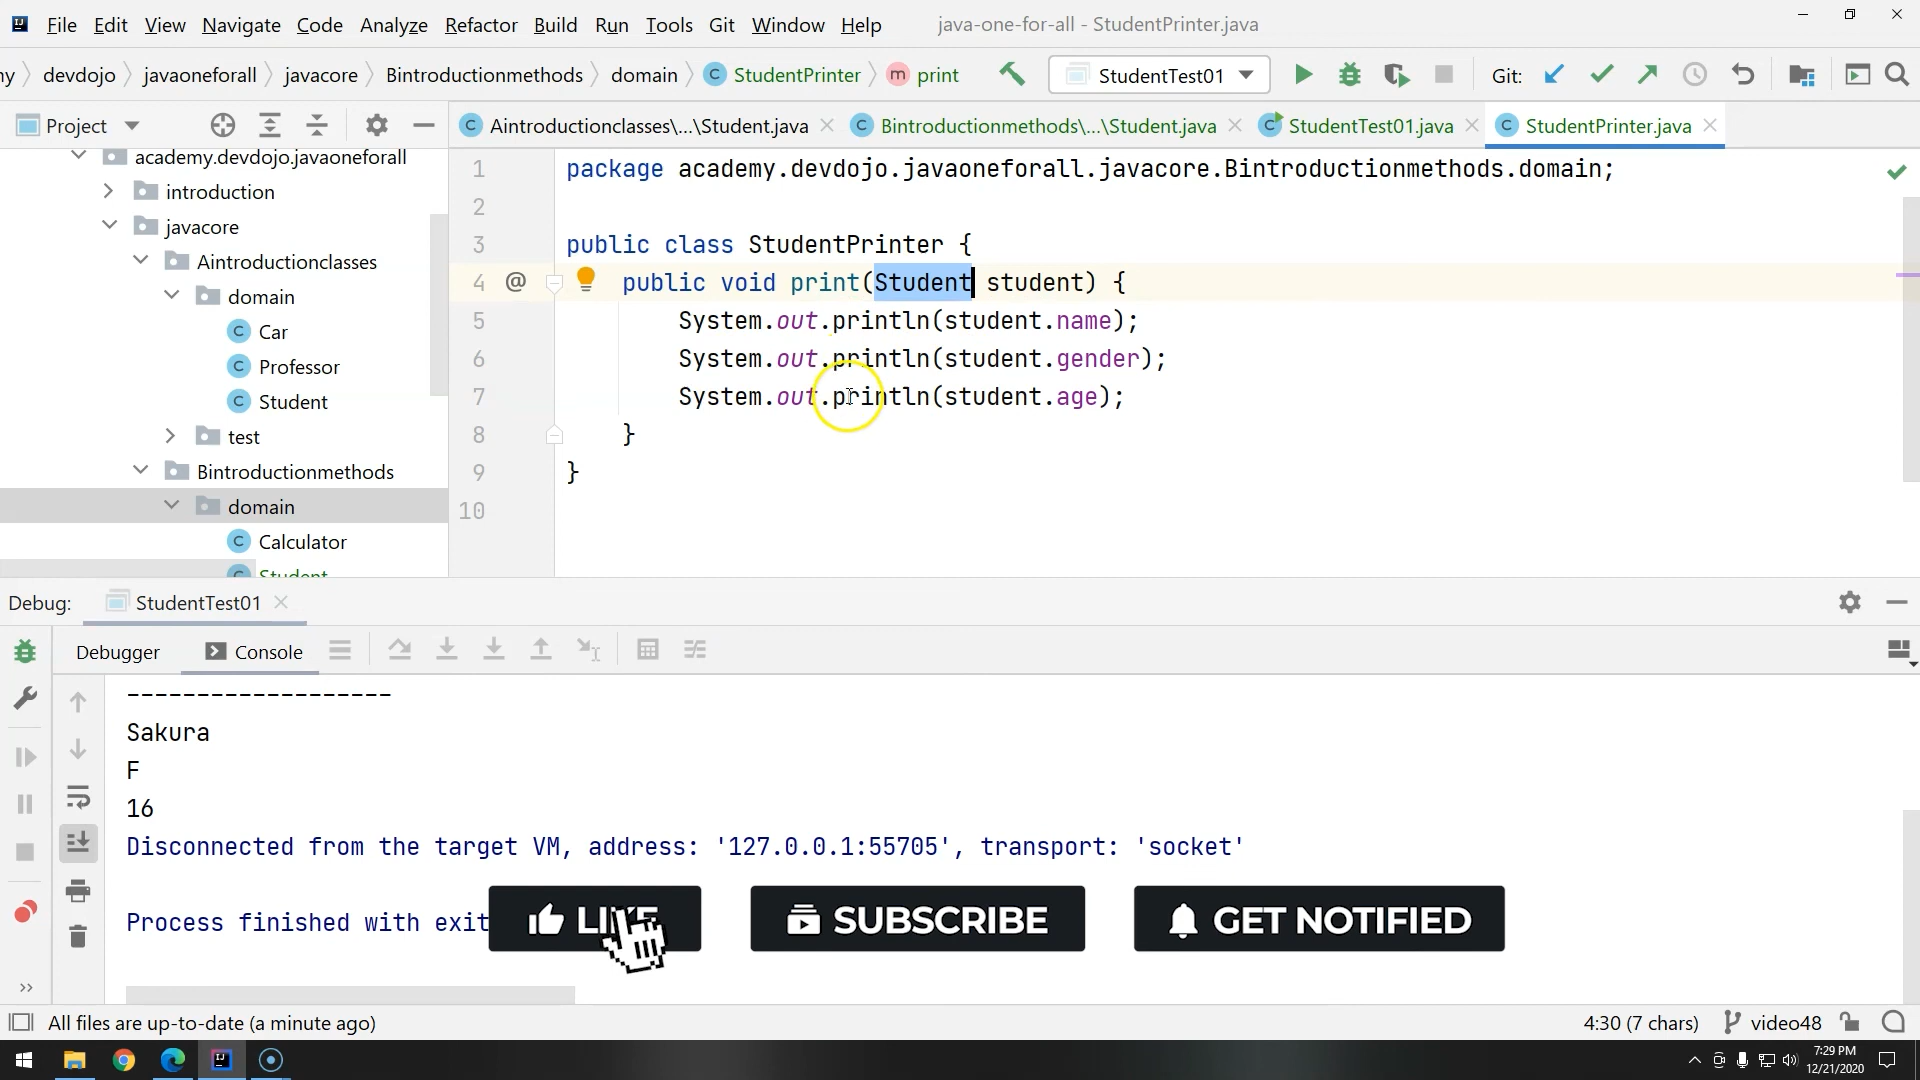 File Edit View Navigate Code Analyze Refactor Build Run Tools Git Window Help java-one-for-all - StudentPrinter.java
devdojo javaoneforall javacore Bintroductionmethods domain StudentPrinter print StudentTest01 Git:
Project Aintroductionclasses\...\Student.java Bintroductionmethods\...\Student.java StudentTest01.java StudentPrinter.java
academy.devdojo.javaoneforall
introduction
javacore
Aintroductionclasses
domain
Car
Professor
Student
test
Bintroductionmethods
domain
Calculator
Student
1 package academy.devdojo.javaoneforall.javacore.Bintroductionmethods.domain;
2
3 public class StudentPrinter {
4 @ public void print(Student student) {
5 System.out.println(student.name);
6 System.out.println(student.gender);
7 System.out.println(student.age);
8 }
9 }
10
Debug: StudentTest01
Debugger Console
-------------------
Sakura
F
16
Disconnected from the target VM, address: '127.0.0.1:55705', transport: 'socket'
Process finished with exit
LIKE SUBSCRIBE GET NOTIFIED
All files are up-to-date (a minute ago) 4:30 (7 chars) video48
7:29 PM
12/21/2020